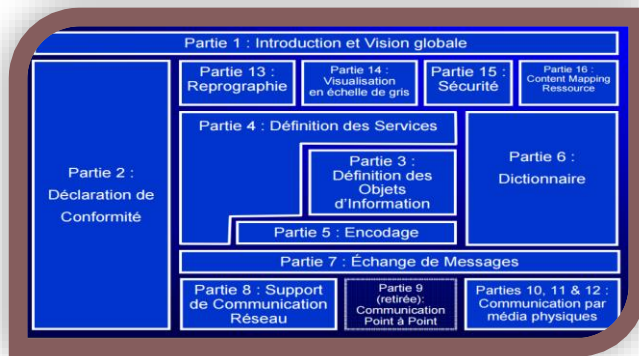 Partie 1 : Introduction et Vision globale
Partie 13 :
Reprographie
Partie 14 :
Visualisation
en échelle de gris
Partie 15 :
Sécurité
Partie 16 :
Content Mapping
Ressource
Partie 2 :
Déclaration de
Conformité
Partie 4 : Définition des Services
Partie 3 :
Définition des
Objets
d'Information
Partie 6 :
Dictionnaire
Partie 5 : Encodage
Partie 7 : Échange de Messages
Partie 8 : Support
de Communication
Réseau
Partie 9
(retirée):
Communication
Point à Point
Parties 10, 11 & 12 :
Communication par
média physiques